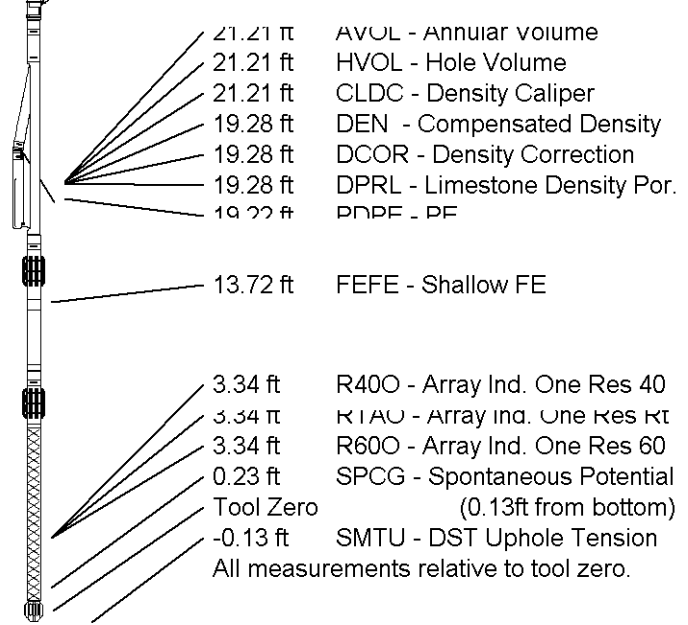 21.21 ft AVOL - Annular Volume
21.21 ft HVOL - Hole Volume
21.21 ft CLDC - Density Caliper
19.28 ft DEN - Compensated Density
19.28 ft DCOR - Density Correction
19.28 ft DPRL - Limestone Density Por.
19.22 ft PDPE - PE
13.72 ft FEFE - Shallow FE
3.34 ft R40O - Array Ind. One Res 40
3.34 ft RTAO - Array Ind. One Res Rt
3.34 ft R60O - Array Ind. One Res 60
0.23 ft SPCG - Spontaneous Potential
Tool Zero (0.13ft from bottom)
-0.13 ft SMTU - DST Uphole Tension
All measurements relative to tool zero.